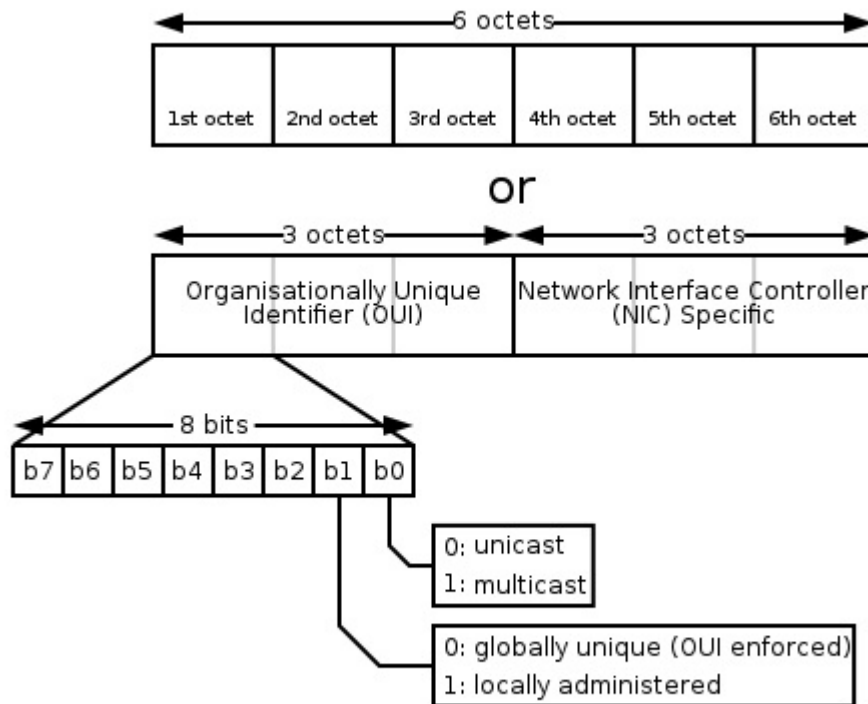 6 octets
1st octet 2nd octet 3rd octet 4th octet 5th octet 6th octet
or
3 octets 3 octets
Organisationally Unique
Identifier (OUI)
Network Interface Controller
(NIC) Specific
8 bits
b7 b6 b5 b4 b3 b2 b1 b0
0: unicast
1: multicast
0: globally unique (OUI enforced)
1: locally administered